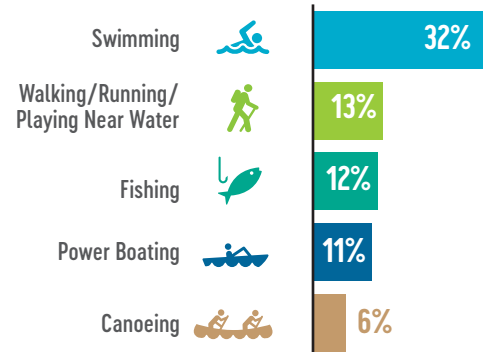 Swimming 32%
Walking/Running/
Playing Near Water 13%
Fishing 12%
Power Boating 11%
Canoeing 6%